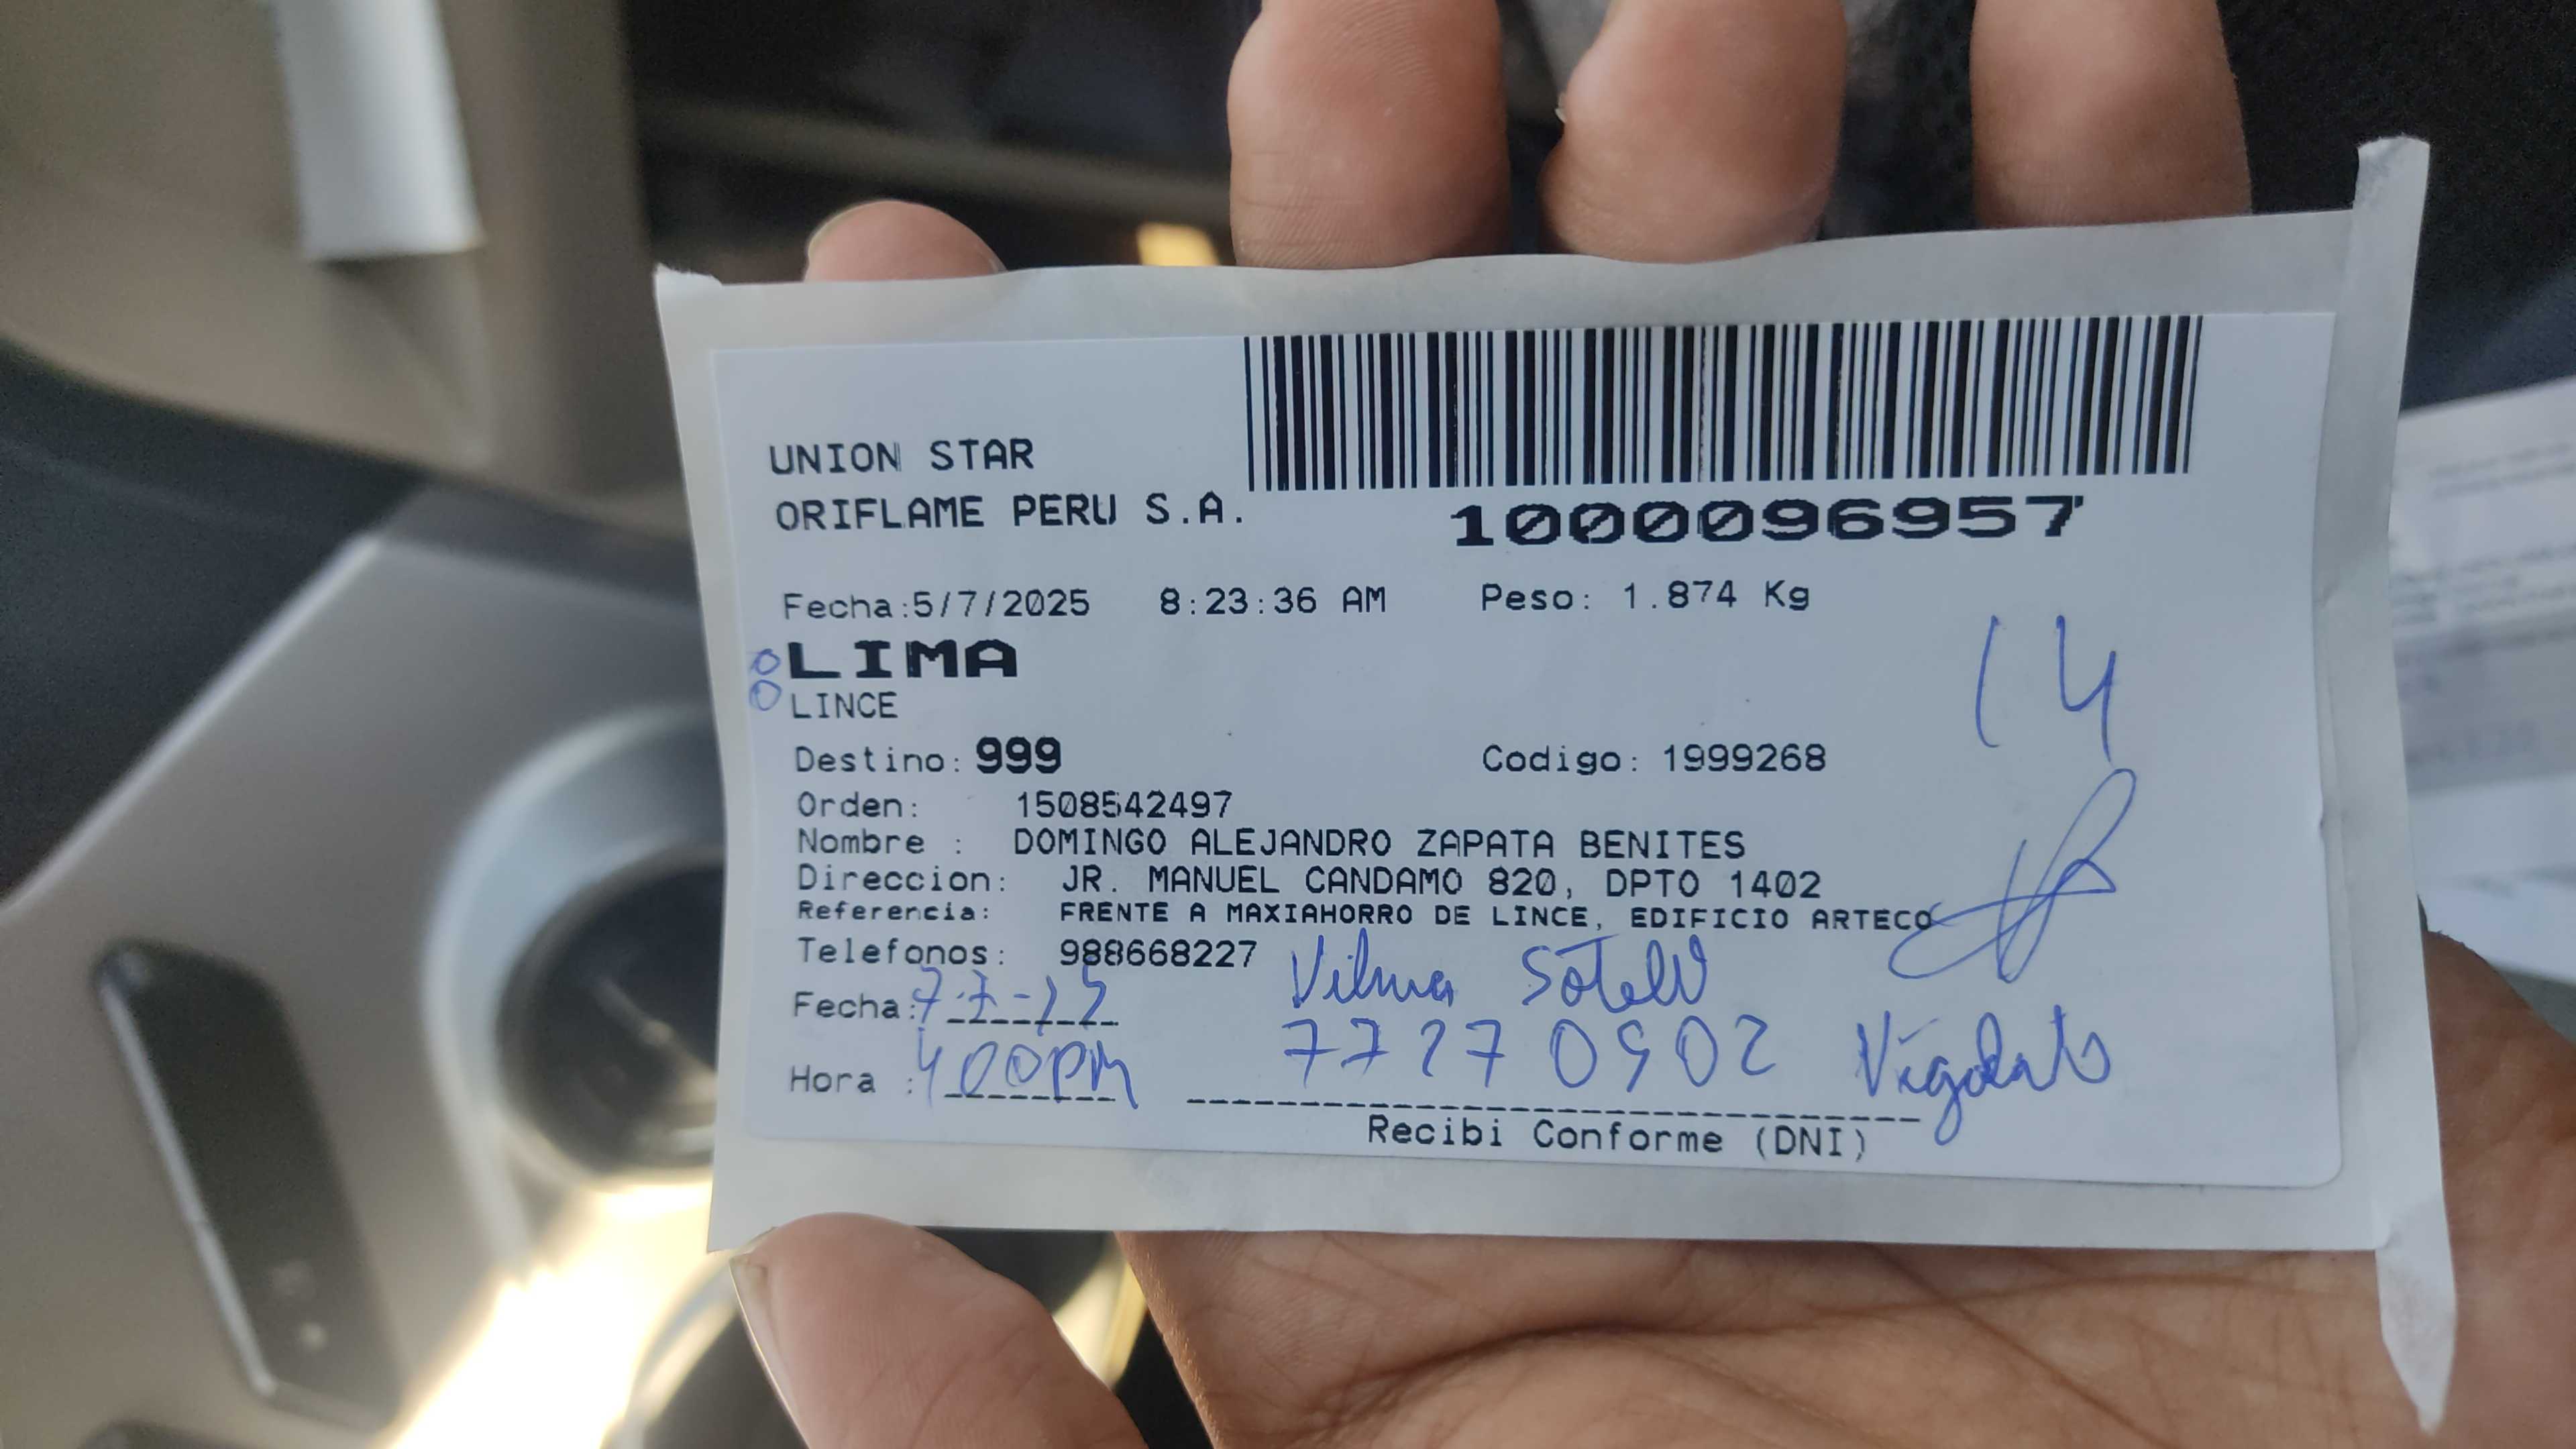 UNION STAR
ORIFLAME PERU S.A.
1000096957
Fecha:5/7/2025 8:23:36 AM Peso: 1.874 Kg
LIMA
14
LINCE
Destino: 999 Codigo: 1999268
Orden: 1508542497
Nombre : DOMINGO ALEJANDRO ZAPATA BENITES
Direccion: JR. MANUEL CANDAMO 820, DPTO 1402
Referencia: FRENTE A MAXIAHORRO DE LINCE, EDIFICIO ARTECO
Telefonos: 988668227
Vilma Sotelo
Fecha: 7-7-25
Hora : 4 00pm 77270902
Recibi Conforme (DNI)